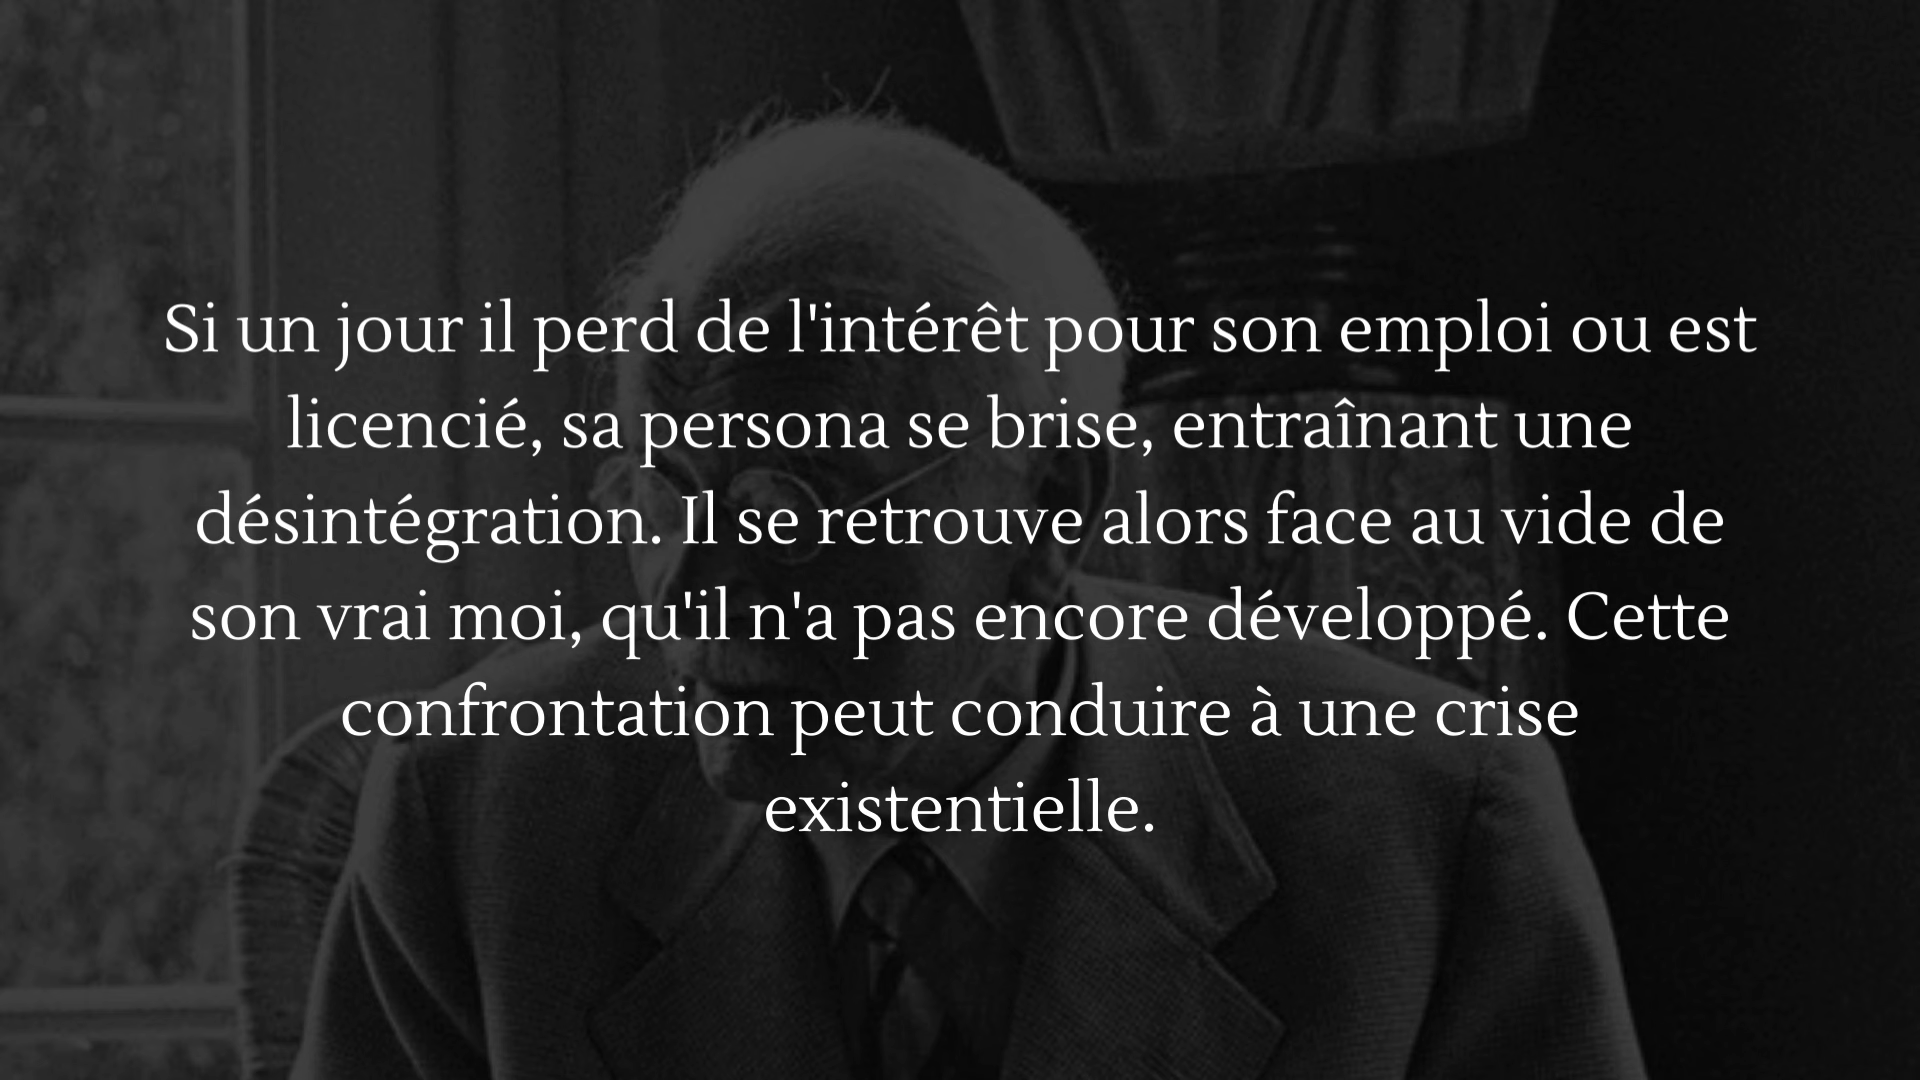 Si un jour il perd de l'intérêt pour son emploi ou est
licencié, sa persona se brise, entraînant une
désintégration. Il se retrouve alors face au vide de
son vrai moi, qu'il n'a pas encore développé. Cette
confrontation peut conduire à une crise
existentielle.